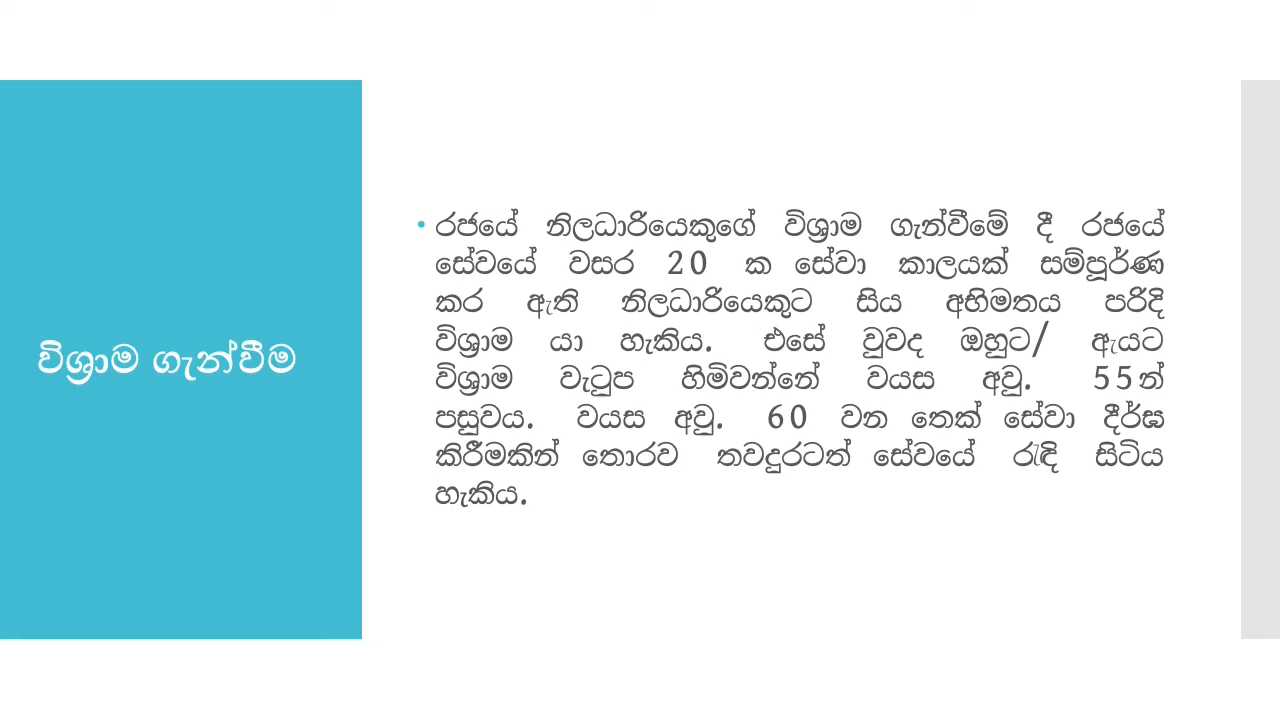 විශ්‍රාම ගැන්වීම
• රජයේ නිලධාරියෙකුගේ විශ්‍රාම ගැන්වීමේ දී රජයේ
සේවයේ වසර 20 ක සේවා කාලයක් සම්පූර්ණ
කර ඇති නිලධාරියෙකුට සිය අභිමතය පරිදි
විශ්‍රාම යා හැකිය. එසේ වුවද ඔහුට/ ඇයට
විශ්‍රාම වැටුප හිමිවන්නේ වයස අවු. 55න්
පසුවය. වයස අවු. 60 වන තෙක් සේවා දීර්ඝ
කිරීමකින් තොරව තවදුරටත් සේවයේ රැඳි සිටිය
හැකිය.